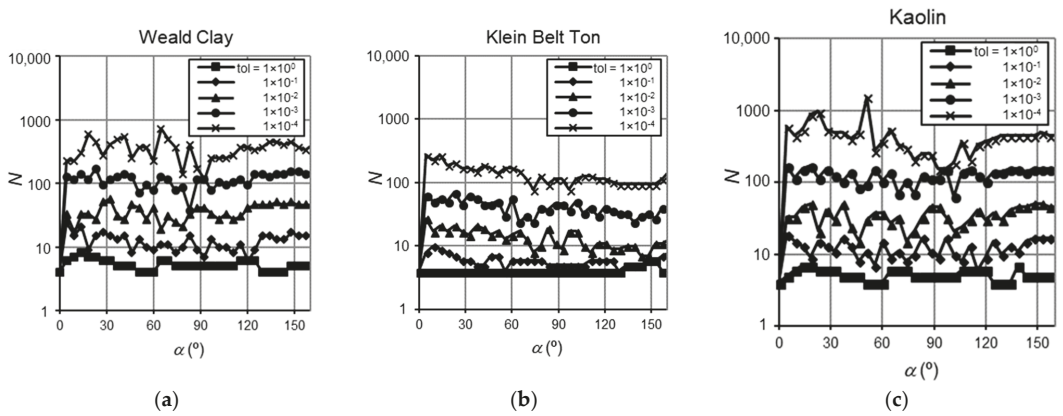 Weald Clay
10,000
1000
100
10
1
N
tol = 1×10⁰
1×10⁻¹
1×10⁻²
1×10⁻³
1×10⁻⁴
0 30 60 90 120 150
α (º)
(a)
Klein Belt Ton
10,000
1000
100
10
1
N
tol = 1×10⁰
1×10⁻¹
1×10⁻²
1×10⁻³
1×10⁻⁴
0 30 60 90 120 150
α (º)
(b)
Kaolin
10,000
1000
100
10
1
N
tol = 1×10⁰
1×10⁻¹
1×10⁻²
1×10⁻³
1×10⁻⁴
0 30 60 90 120 150
α (º)
(c)